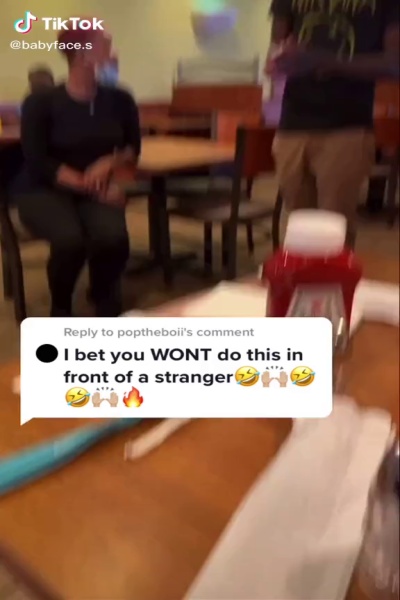 TikTok
@babyface.s
Reply to poptheboii's comment
I bet you WONT do this in
front of a stranger🤣🙌🏼🤣
🤣🙌🏼🔥